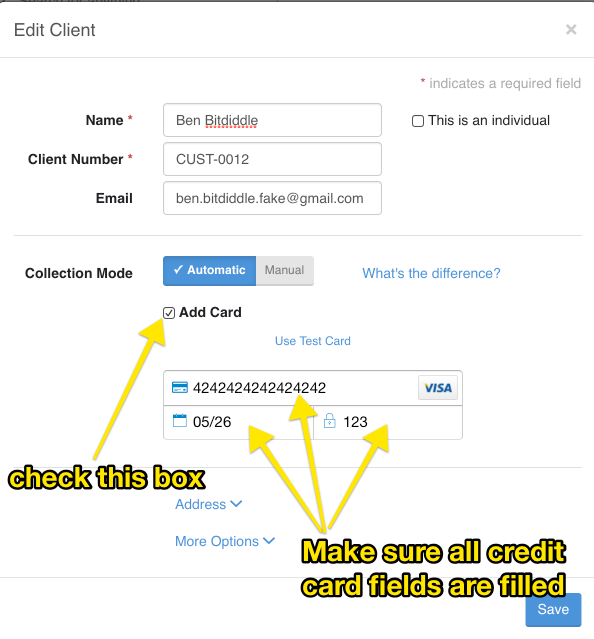 Edit Client
×
* indicates a required field
Name * Ben Bitdiddle This is an individual
Client Number * CUST-0012
Email ben.bitdiddle.fake@gmail.com
Collection Mode ✓ Automatic Manual What's the difference?
Add Card
Use Test Card
4242424242424242 VISA
05/26 123
check this box
Address
More Options
Make sure all credit
card fields are filled
Save